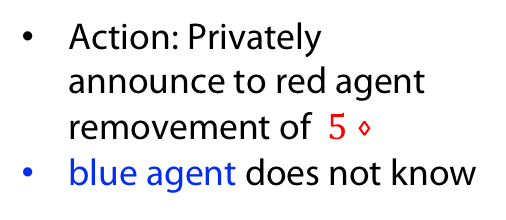 • Action: Privately
announce to red agent
removement of 5 ⋄
• blue agent does not know